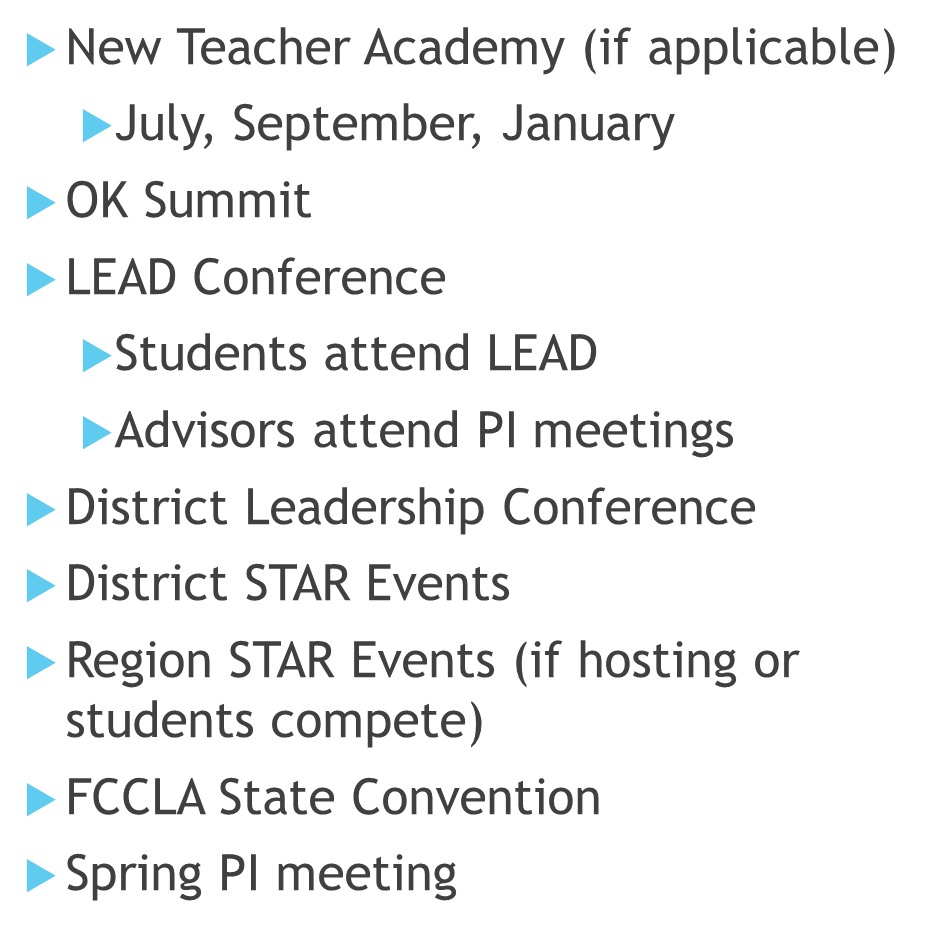 New Teacher Academy (if applicable)
July, September, January
OK Summit
LEAD Conference
Students attend LEAD
Advisors attend PI meetings
District Leadership Conference
District STAR Events
Region STAR Events (if hosting or
students compete)
FCCLA State Convention
Spring PI meeting